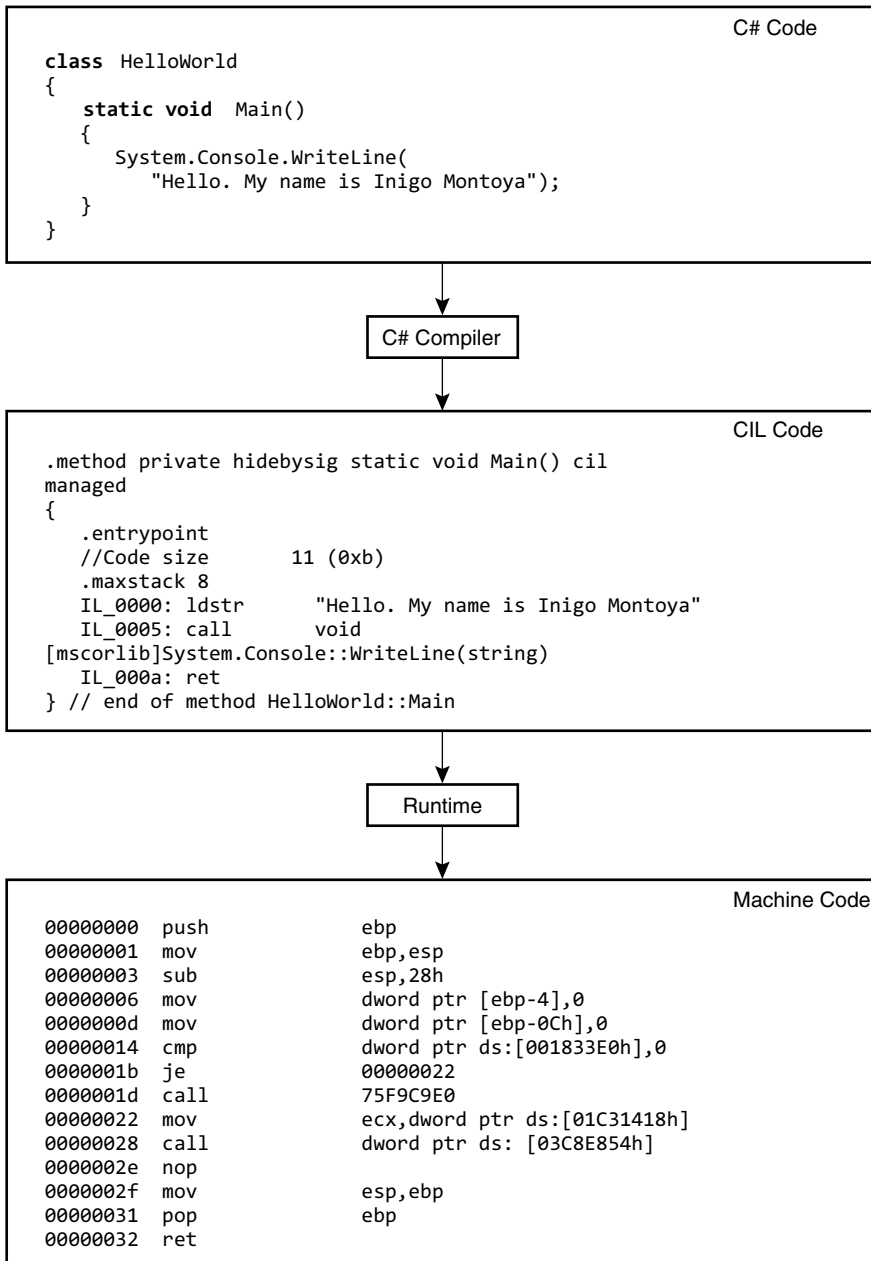 C# Code
class HelloWorld
{
   static void  Main()
   {
      System.Console.WriteLine(
         "Hello. My name is Inigo Montoya");
   }
}
C# Compiler
CIL Code
.method private hidebysig static void Main() cil
managed
{
   .entrypoint
   //Code size       11 (0xb)
   .maxstack 8
   IL_0000: ldstr      "Hello. My name is Inigo Montoya"
   IL_0005: call       void
[mscorlib]System.Console::WriteLine(string)
   IL_000a: ret
} // end of method HelloWorld::Main
Runtime
Machine Code
00000000  push            ebp
00000001  mov             ebp,esp
00000003  sub             esp,28h
00000006  mov             dword ptr [ebp-4],0
0000000d  mov             dword ptr [ebp-0Ch],0
00000014  cmp             dword ptr ds:[001833E0h],0
0000001b  je              00000022
0000001d  call            75F9C9E0
00000022  mov             ecx,dword ptr ds:[01C31418h]
00000028  call            dword ptr ds: [03C8E854h]
0000002e  nop
0000002f  mov             esp,ebp
00000031  pop             ebp
00000032  ret